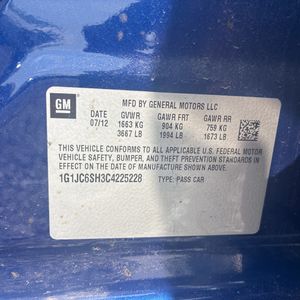 GM
MFD BY GENERAL MOTORS LLC
DATE GVWR GAWR FRT GAWR RR
07/12 1663 KG 904 KG 759 KG
3667 LB 1994 LB 1673 LB
THIS VEHICLE CONFORMS TO ALL APPLICABLE U.S. FEDERAL MOTOR
VEHICLE SAFETY, BUMPER, AND THEFT PREVENTION STANDARDS IN
EFFECT ON THE DATE OF MANUFACTURE SHOWN ABOVE.
1G1JC6SH3C4225228 TYPE: PASS CAR